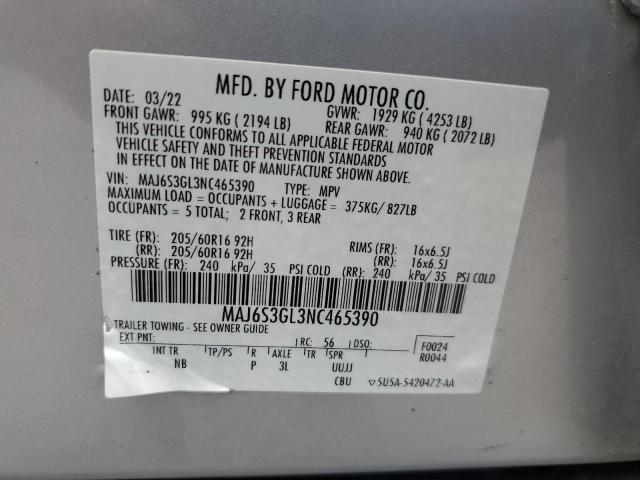 MFD. BY FORD MOTOR CO.
DATE: 03/22 GVWR: 1929 KG ( 4253 LB)
FRONT GAWR: 995 KG ( 2194 LB) REAR GAWR: 940 KG ( 2072 LB)
THIS VEHICLE CONFORMS TO ALL APPLICABLE FEDERAL MOTOR
VEHICLE SAFETY AND THEFT PREVENTION STANDARDS
IN EFFECT ON THE DATE OF MANUFACTURE SHOWN ABOVE.
VIN: MAJ6S3GL3NC465390 TYPE: MPV
MAXIMUM LOAD = OCCUPANTS + LUGGAGE = 375KG/ 827LB
OCCUPANTS = 5 TOTAL; 2 FRONT, 3 REAR
TIRE (FR): 205/60R16 92H RIMS (FR): 16x6.5J
(RR): 205/60R16 92H (RR): 16x6.5J
PRESSURE (FR): 240 kPa/ 35 PSI COLD (RR): 240 kPa/ 35 PSI COLD
MAJ6S3GL3NC465390
TRAILER TOWING - SEE OWNER GUIDE
EXT PNT: RC: 56 DSO: F0024
R0044
INT TR TP/PS R AXLE TR SPR
NB P 3L UUJJ
CBU 5U5A-5420472-AA